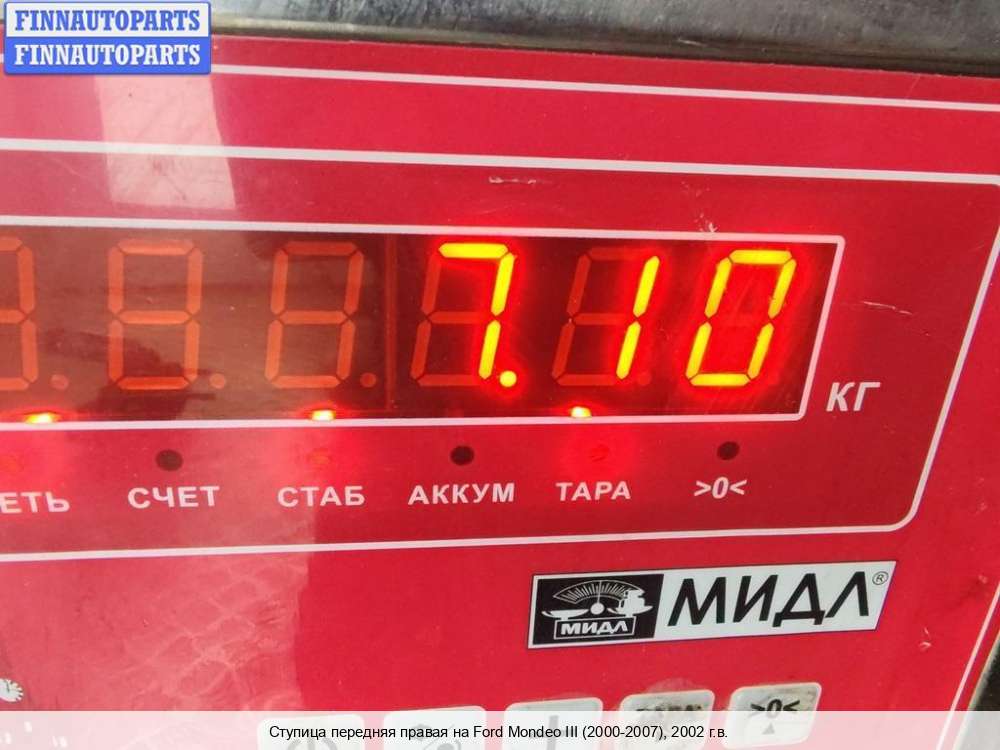 FINNAUTOPARTS
FINNAUTOPARTS
7.10
КГ
СЧЕТ СТАБ АККУМ ТАРА >0<
МИДЛ МИДЛ®
>0<
Ступица передняя правая на Ford Mondeo III (2000-2007), 2002 г.в.